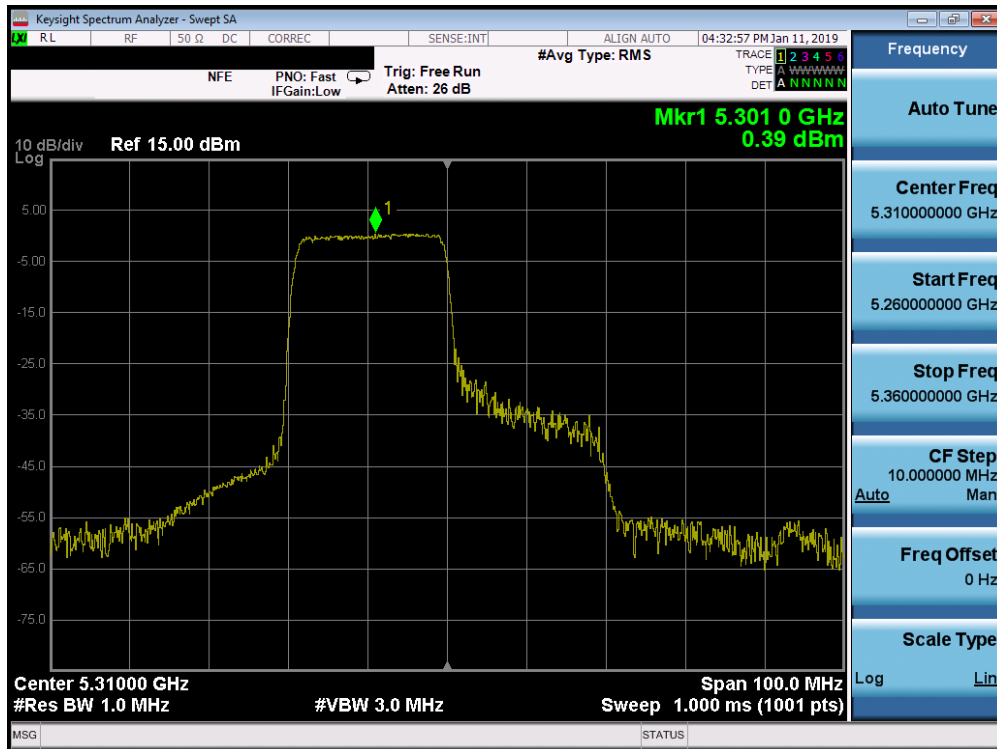 Keysight Spectrum Analyzer - Swept SA
LXI RL RF 50 Ω DC CORREC SENSE:INT ALIGN AUTO 04:32:57 PM Jan 11, 2019
NFE PNO: Fast Trig: Free Run #Avg Type: RMS TRACE 1 2 3 4 5 6
IFGain:Low Atten: 26 dB TYPE A WWWWW
DET A N N N N N
Mkr1 5.301 0 GHz
0.39 dBm
10 dB/div Ref 15.00 dBm
Log
1
5.00
-5.00
-15.0
-25.0
-35.0
-45.0
-55.0
-65.0
-75.0
Center 5.31000 GHz Span 100.0 MHz
#Res BW 1.0 MHz #VBW 3.0 MHz Sweep 1.000 ms (1001 pts)
MSG STATUS
Frequency
Auto Tune
Center Freq
5.310000000 GHz
Start Freq
5.260000000 GHz
Stop Freq
5.360000000 GHz
CF Step
10.000000 MHz
Auto Man
Freq Offset
0 Hz
Scale Type
Log Lin